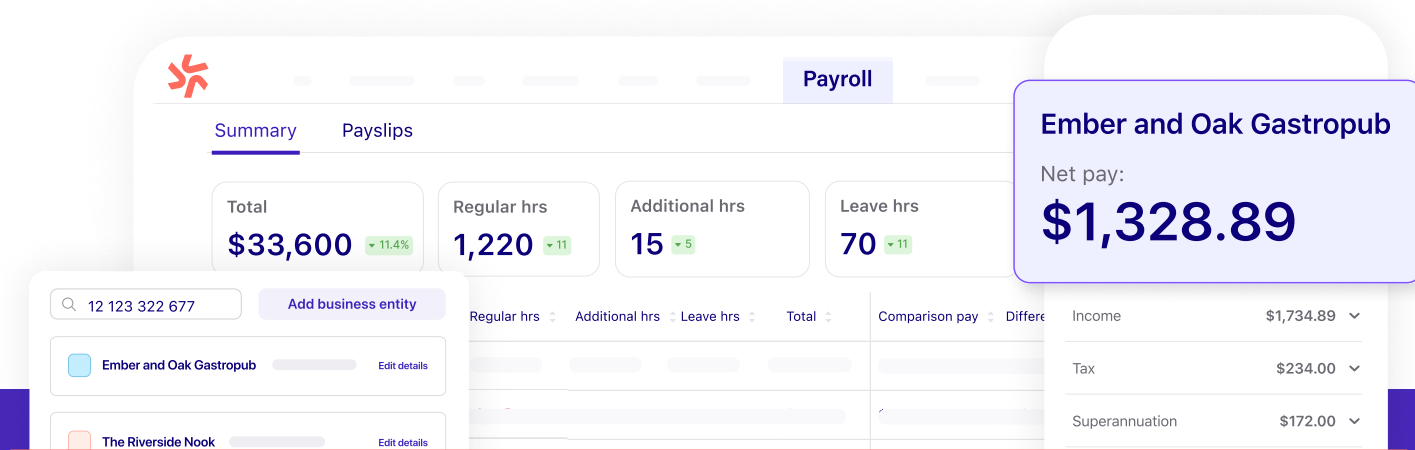 Payroll
Summary Payslips
Total
$33,600 11.4%
Regular hrs
1,220 11
Additional hrs
15 5
Leave hrs
70 11
Ember and Oak Gastropub
Net pay:
$1,328.89
12 123 322 677 Add business entity
Ember and Oak Gastropub Edit details
The Riverside Nook Edit details
Regular hrs Additional hrs Leave hrs Total Comparison pay Differe
Income $1,734.89
Tax $234.00
Superannuation $172.00